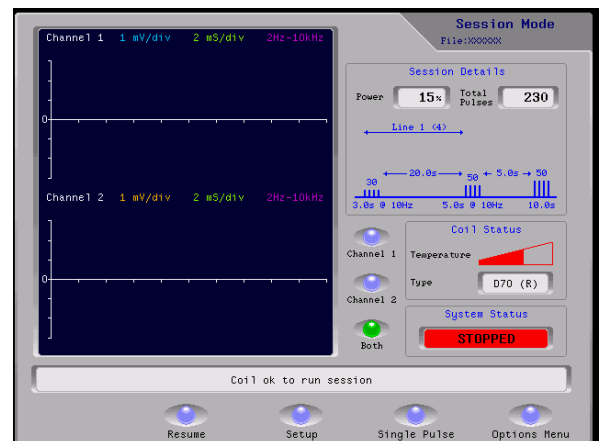 Session Mode
File:XXXXXX
Channel 1 1 mV/div 2 mS/div 2Hz-10kHz
0
Channel 2 1 mV/div 2 mS/div 2Hz-10kHz
0
Session Details
Power 15% Total Pulses 230
Line 1 (4)
30 20.0s 50 5.0s 50
3.0s @ 10Hz 5.0s @ 10Hz 10.0s
Channel 1
Channel 2
Both
Coil Status
Temperature
Type D70 (R)
System Status
STOPPED
Coil ok to run session
Resume Setup Single Pulse Options Menu